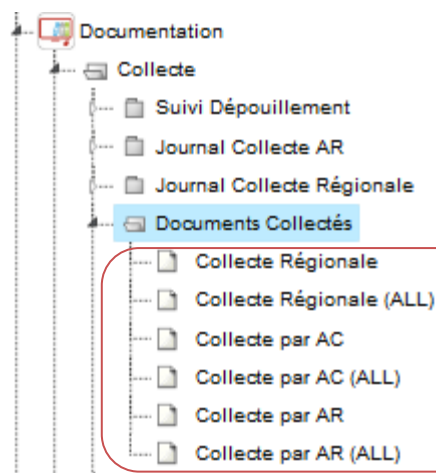 Documentation
Collecte
Suivi Dépouillement
Journal Collecte AR
Journal Collecte Régionale
Documents Collectés
Collecte Régionale
Collecte Régionale (ALL)
Collecte par AC
Collecte par AC (ALL)
Collecte par AR
Collecte par AR (ALL)